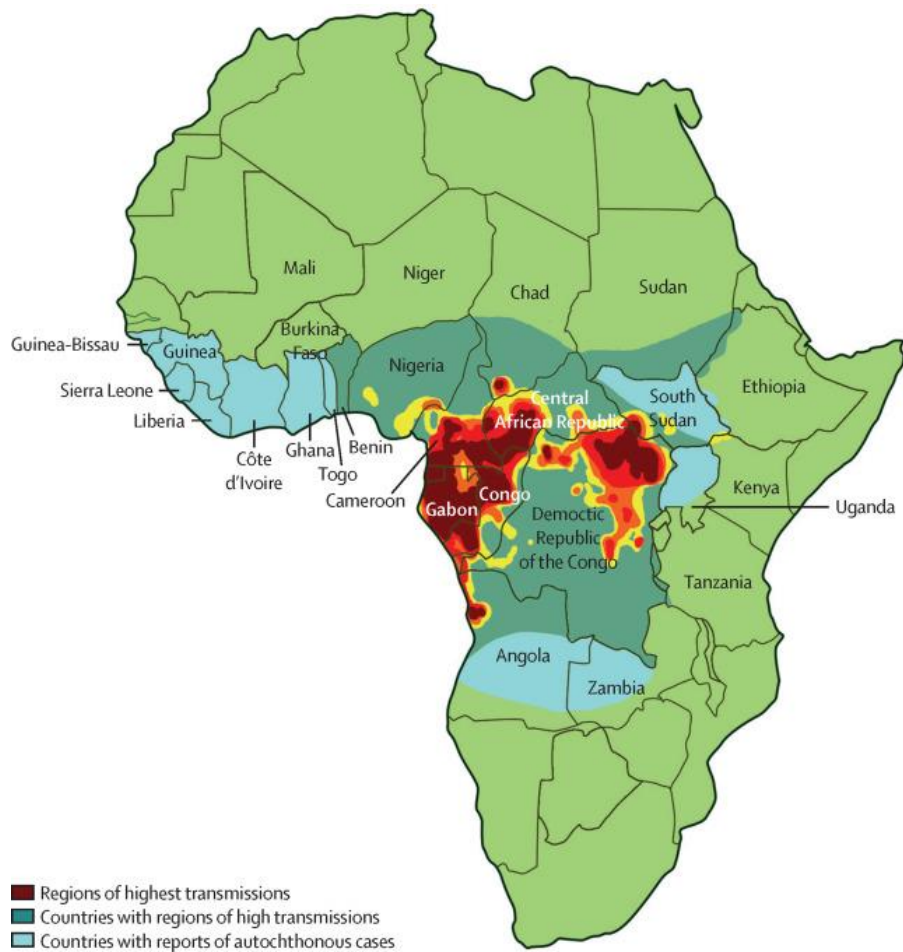 Mali
Niger
Chad
Sudan
Burkina
Faso
Guinea-Bissau
Guinea
Nigeria
Ethiopia
Sierra Leone
Central
African Republic
South
Sudan
Liberia
Côte
d'Ivoire
Ghana
Togo
Benin
Cameroon
Congo
Gabon
Kenya
Uganda
Democtic
Republic
of the Congo
Tanzania
Angola
Zambia
Regions of highest transmissions
Countries with regions of high transmissions
Countries with reports of autochthonous cases